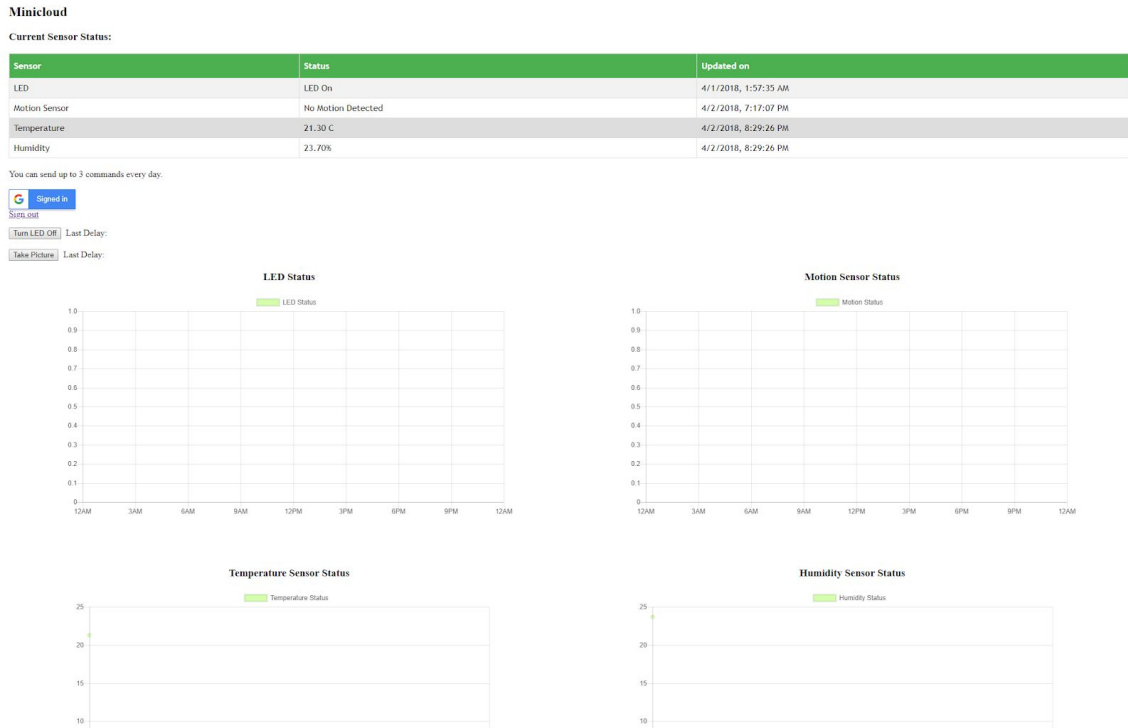 Minicloud
Current Sensor Status:
Sensor Status Updated on
LED LED On 4/1/2018, 1:57:35 AM
Motion Sensor No Motion Detected 4/2/2018, 7:17:07 PM
Temperature 21.30 C 4/2/2018, 8:29:26 PM
Humidity 23.70% 4/2/2018, 8:29:26 PM
You can send up to 3 commands every day.
G Signed in
Sign out
Turn LED Off Last Delay:
Take Picture Last Delay:
LED Status
LED Status
1.0
0.9
0.8
0.7
0.6
0.5
0.4
0.3
0.2
0.1
0
12AM 3AM 6AM 9AM 12PM 3PM 6PM 9PM 12AM
Motion Sensor Status
Motion Status
1.0
0.9
0.8
0.7
0.6
0.5
0.4
0.3
0.2
0.1
0
12AM 3AM 6AM 9AM 12PM 3PM 6PM 9PM 12AM
Temperature Sensor Status
Temperature Status
25
20
15
10
Humidity Sensor Status
Humidity Status
25
20
15
10